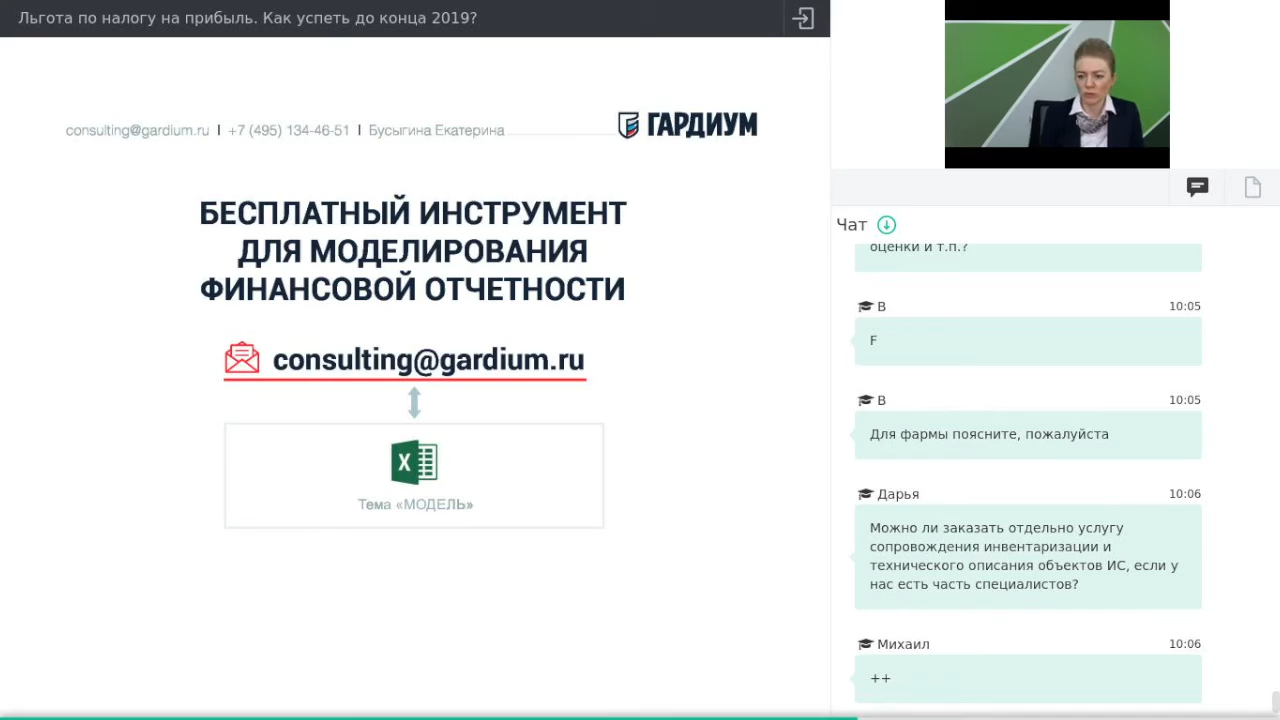 Льгота по налогу на прибыль. Как успеть до конца 2019?
consulting@gardium.ru | +7 (495) 134-46-51 | Бусыгина Екатерина
ГАРДИУМ
БЕСПЛАТНЫЙ ИНСТРУМЕНТ
ДЛЯ МОДЕЛИРОВАНИЯ
ФИНАНСОВОЙ ОТЧЕТНОСТИ
consulting@gardium.ru
X
Тема «МОДЕЛЬ»
Чат
оценки и т.п.?
В 10:05
F
В 10:05
Для фармы поясните, пожалуйста
Дарья 10:06
Можно ли заказать отдельно услугу
сопровождения инвентаризации и
технического описания объектов ИС, если у
нас есть часть специалистов?
Михаил 10:06
++